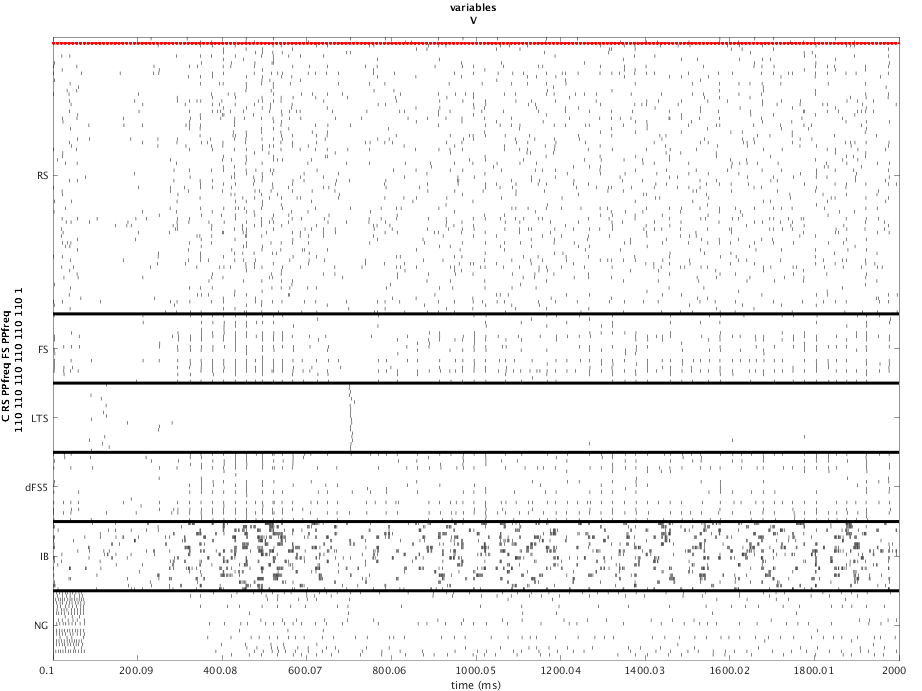 variables
V
C RS PPfreq FS PPfreq
110 110 110 110 110 110 110 1
RS
FS
LTS
dFS5
IB
NG
0.1 200.09 400.08 600.07 800.06 1000.05 1200.04 1400.03 1600.02 1800.01 2000
time (ms)